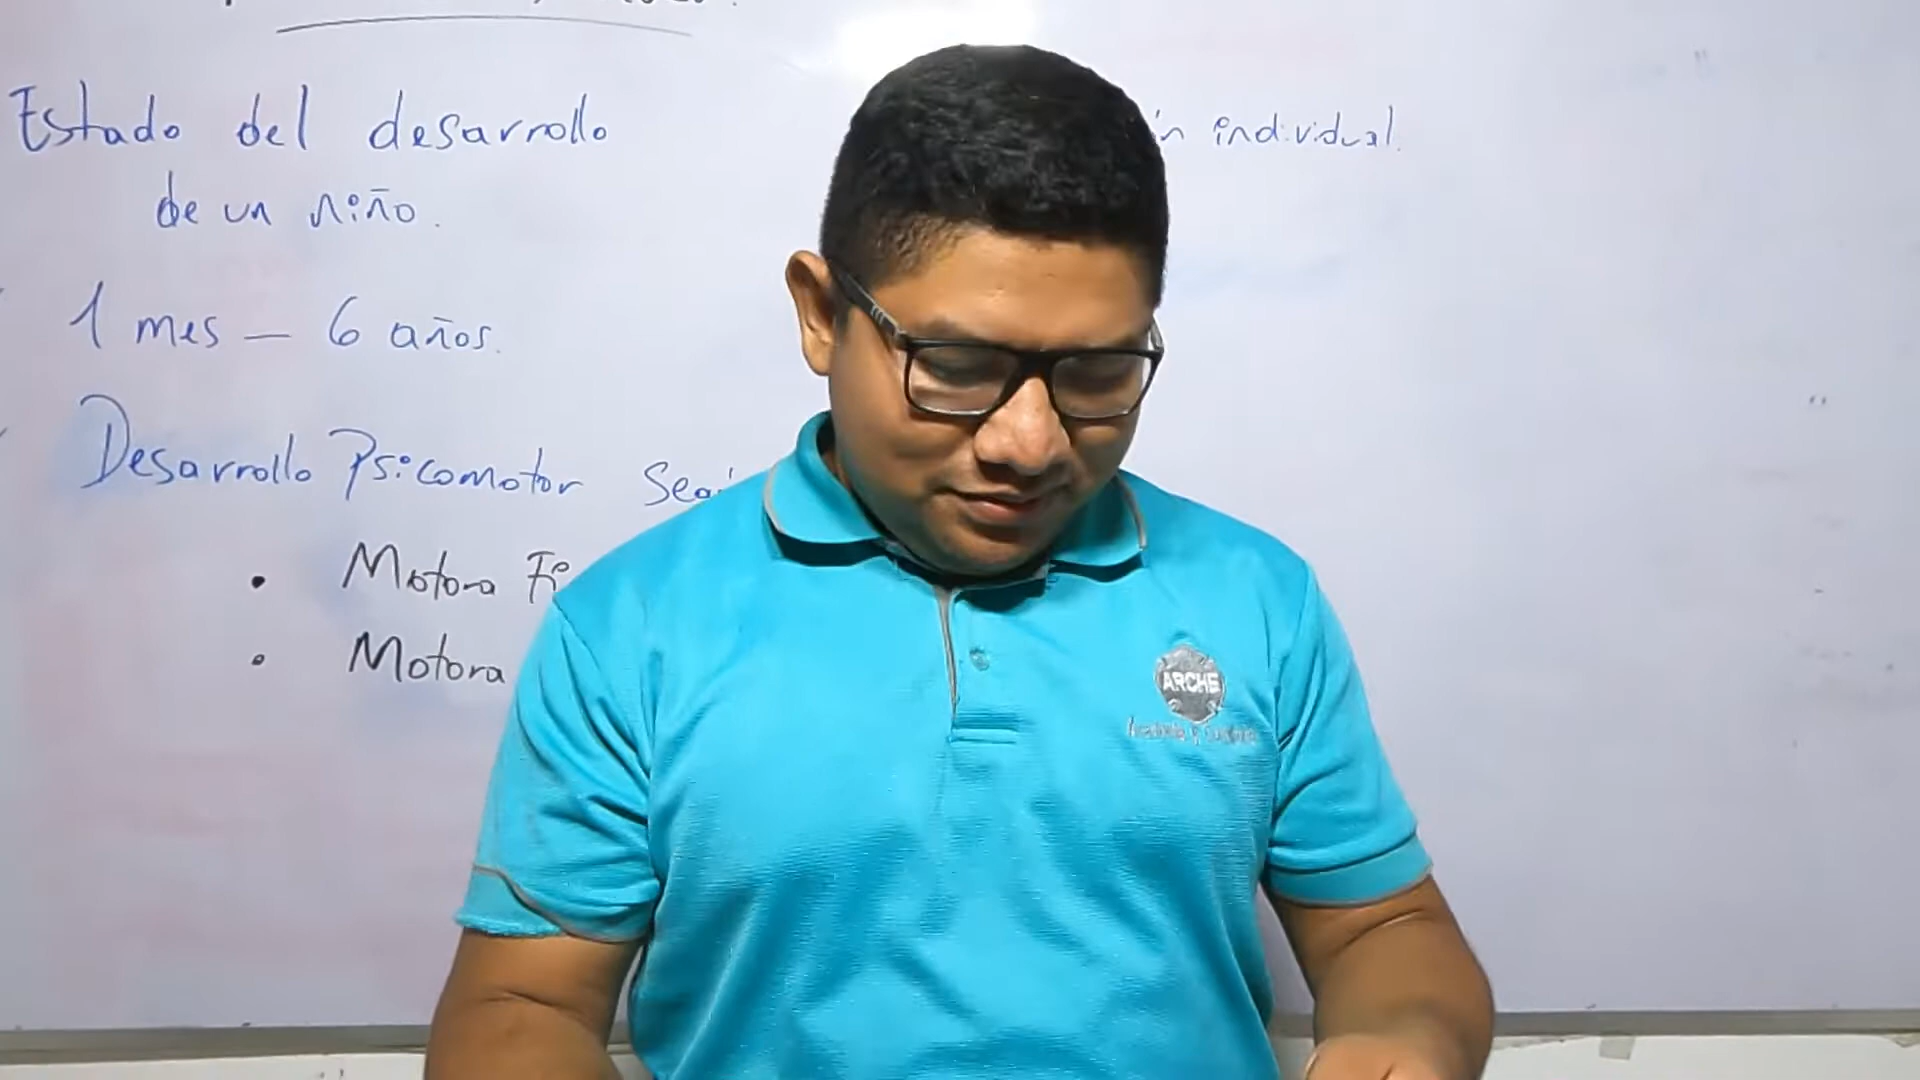 Estado del desarrollo
individual.
de un niño.
1 mes — 6 años.
Desarrollo Psicomotor
Motora
Motora
ARCHE